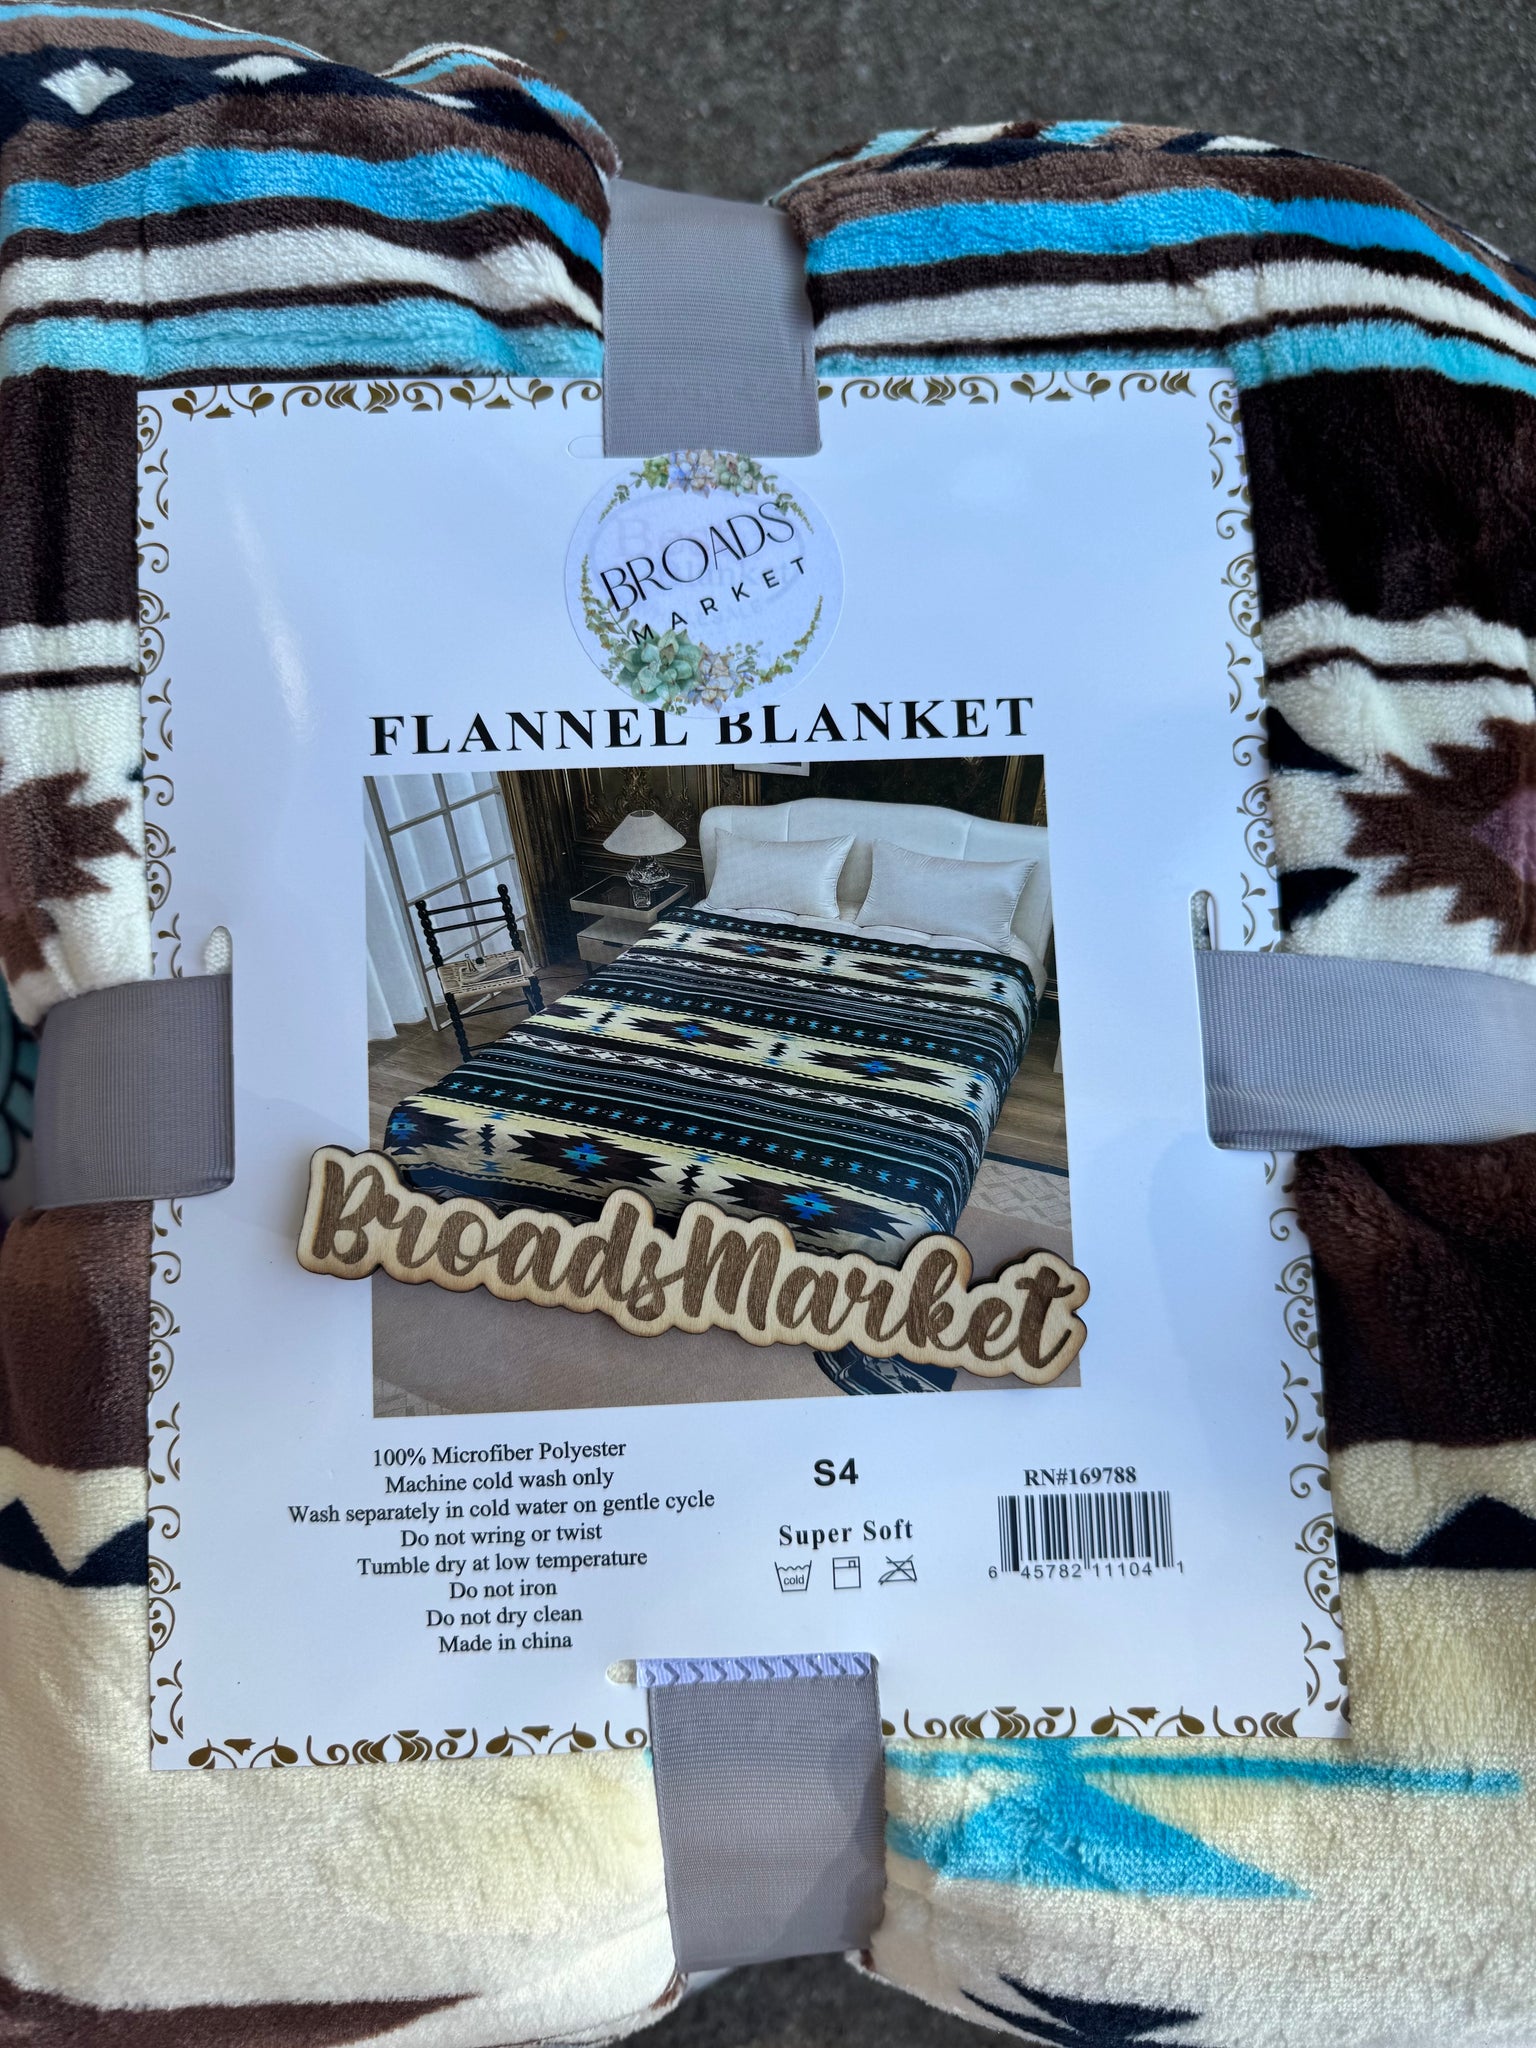 BROADS
MARKET
FLANNEL BLANKET
BroadsMarket
100% Microfiber Polyester
Machine cold wash only
Wash separately in cold water on gentle cycle
Do not wring or twist
Tumble dry at low temperature
Do not iron
Do not dry clean
Made in china
S4
Super Soft
cold
RN#169788
6 45782 11104 1